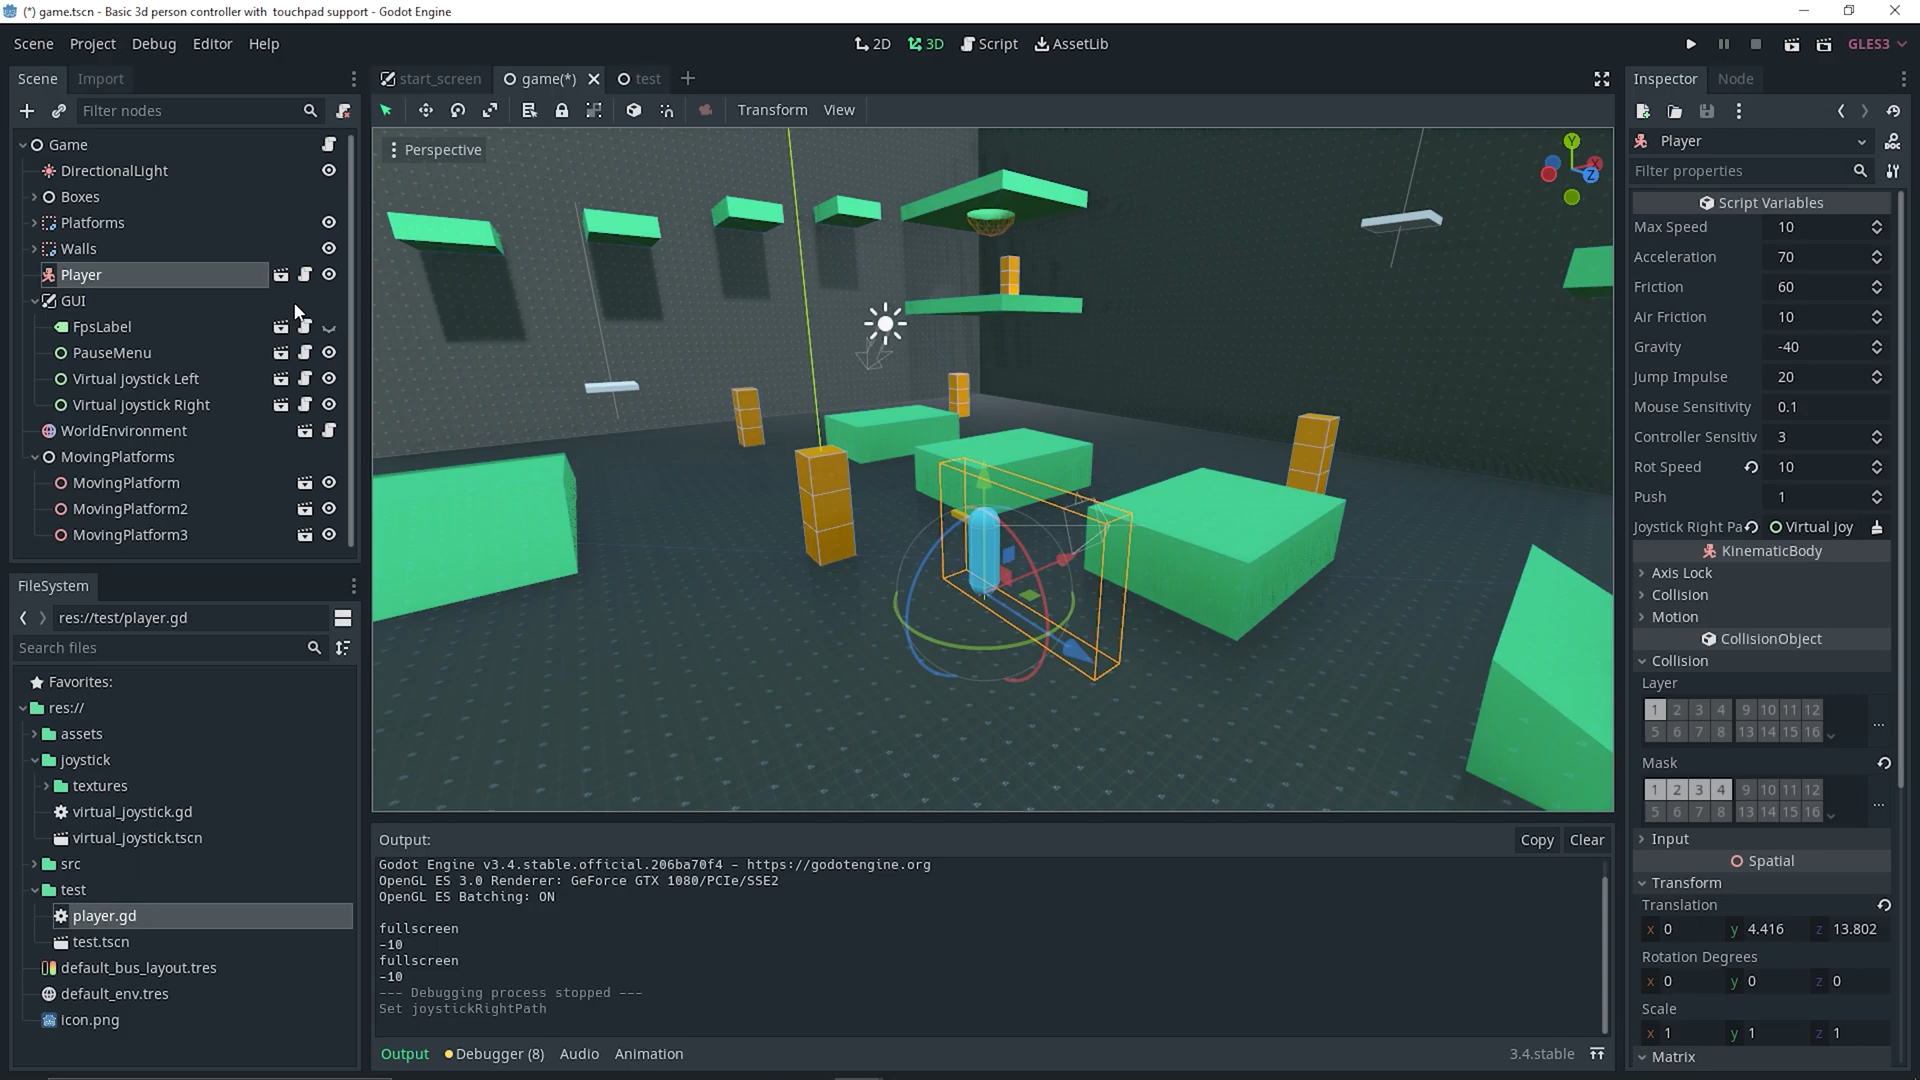 (*) game.tscn - Basic 3d person controller with  touchpad support - Godot Engine
Scene Project Debug Editor Help
2D 3D Script AssetLib
GLES3
Scene Import
start_screen game(*) test
Inspector Node
Filter nodes
Transform View
Perspective
Y
X
Z
Game
DirectionalLight
Boxes
Platforms
Walls
Player
GUI
FpsLabel
PauseMenu
Virtual joystick Left
Virtual joystick Right
WorldEnvironment
MovingPlatforms
MovingPlatform
MovingPlatform2
MovingPlatform3
FileSystem
res://test/player.gd
Search files
Favorites:
res://
assets
joystick
textures
virtual_joystick.gd
virtual_joystick.tscn
src
test
player.gd
test.tscn
default_bus_layout.tres
default_env.tres
icon.png
Output:
Copy Clear
Godot Engine v3.4.stable.official.206ba70f4 - https://godotengine.org
OpenGL ES 3.0 Renderer: GeForce GTX 1080/PCIe/SSE2
OpenGL ES Batching: ON
fullscreen
-10
fullscreen
-10
--- Debugging process stopped ---
Set joystickRightPath
Output Debugger (8) Audio Animation
3.4.stable
Player
Filter properties
Script Variables
Max Speed 10
Acceleration 70
Friction 60
Air Friction 10
Gravity -40
Jump Impulse 20
Mouse Sensitivity 0.1
Controller Sensitiv 3
Rot Speed 10
Push 1
Joystick Right Pa Virtual joy
KinematicBody
Axis Lock
Collision
Motion
CollisionObject
Collision
Layer
1 2 3 4 9 10 11 12
5 6 7 8 13 14 15 16
...
Mask
1 2 3 4 9 10 11 12
5 6 7 8 13 14 15 16
...
Input
Spatial
Transform
Translation
x 0 y 4.416 z 13.802
Rotation Degrees
x 0 y 0 z 0
Scale
x 1 y 1 z 1
Matrix